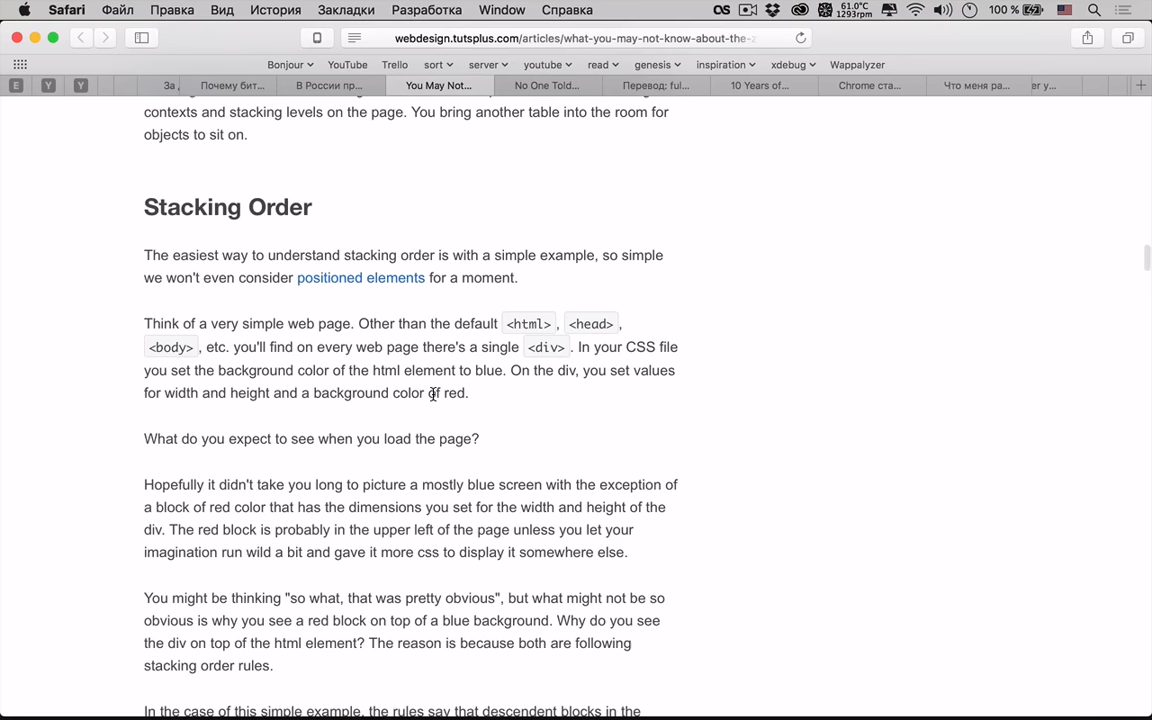 Safari Файл Правка Вид История Закладки Разработка Window Справка
61.0°C
1293rpm
100 %
webdesign.tutsplus.com/articles/what-you-may-not-know-about-the-z
Bonjour YouTube Trello sort server youtube read genesis inspiration xdebug Wappalyzer
E Y Y За Почему бит... В России пр... You May Not... No One Told... Перевод: ful... 10 Years of... Chrome ста... Что меня ра... er y...
contexts and stacking levels on the page. You bring another table into the room for
objects to sit on.
Stacking Order
The easiest way to understand stacking order is with a simple example, so simple
we won't even consider positioned elements for a moment.
Think of a very simple web page. Other than the default <html>, <head>,
<body>, etc. you'll find on every web page there's a single <div>. In your CSS file
you set the background color of the html element to blue. On the div, you set values
for width and height and a background color of red.
What do you expect to see when you load the page?
Hopefully it didn't take you long to picture a mostly blue screen with the exception of
a block of red color that has the dimensions you set for the width and height of the
div. The red block is probably in the upper left of the page unless you let your
imagination run wild a bit and gave it more css to display it somewhere else.
You might be thinking "so what, that was pretty obvious", but what might not be so
obvious is why you see a red block on top of a blue background. Why do you see
the div on top of the html element? The reason is because both are following
stacking order rules.
In the case of this simple example, the rules say that descendent blocks in the